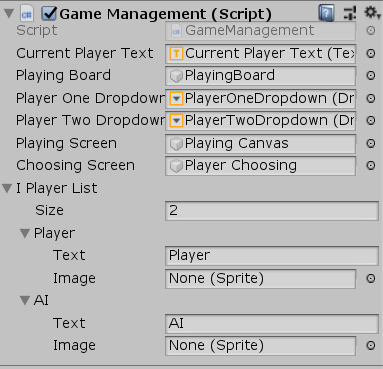 Game Management (Script)
Script GameManagement
Current Player Text T Current Player Text (Tex
Playing Board PlayingBoard
Player One Dropdown PlayerOneDropdown (Dr
Player Two Dropdown PlayerTwoDropdown (Dr
Playing Screen Playing Canvas
Choosing Screen Player Choosing
I Player List
Size 2
Player
Text Player
Image None (Sprite)
AI
Text AI
Image None (Sprite)